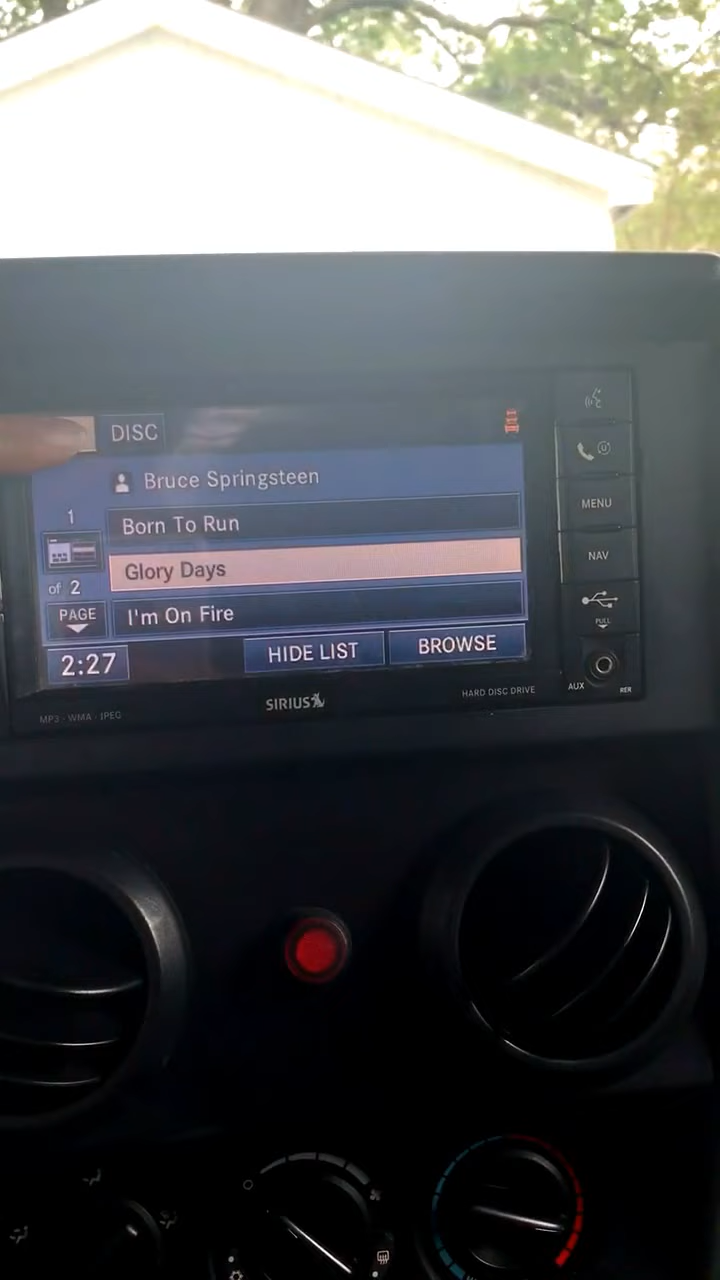 DISC
Bruce Springsteen
1
Born To Run
Glory Days
of 2
PAGE
I'm On Fire
2:27
HIDE LIST
BROWSE
MENU
NAV
PULL
AUX
RER
MP3 - WMA - JPEG
SIRIUS
HARD DISC DRIVE